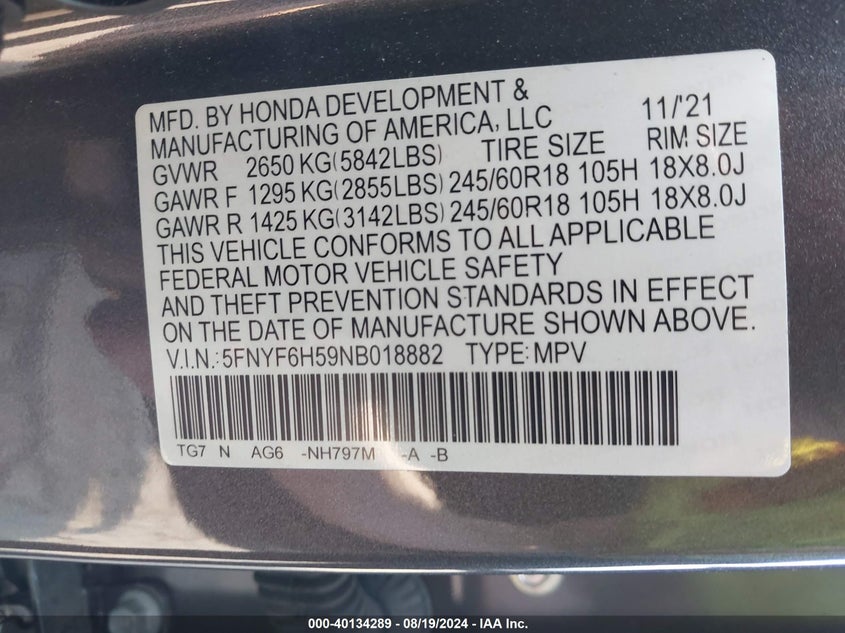 MFD. BY HONDA DEVELOPMENT &
MANUFACTURING OF AMERICA, LLC 11/'21
GVWR 2650 KG(5842LBS) TIRE SIZE RIM SIZE
GAWR F 1295 KG(2855LBS) 245/60R18 105H 18X8.0J
GAWR R 1425 KG(3142LBS) 245/60R18 105H 18X8.0J
THIS VEHICLE CONFORMS TO ALL APPLICABLE
FEDERAL MOTOR VEHICLE SAFETY
AND THEFT PREVENTION STANDARDS IN EFFECT
ON THE DATE OF MANUFACTURE SHOWN ABOVE.
V.I.N.: 5FNYF6H59NB018882 TYPE: MPV
TG7 N AG6 -NH797M -A -B
000-40134289 - 08/19/2024 - IAA Inc.